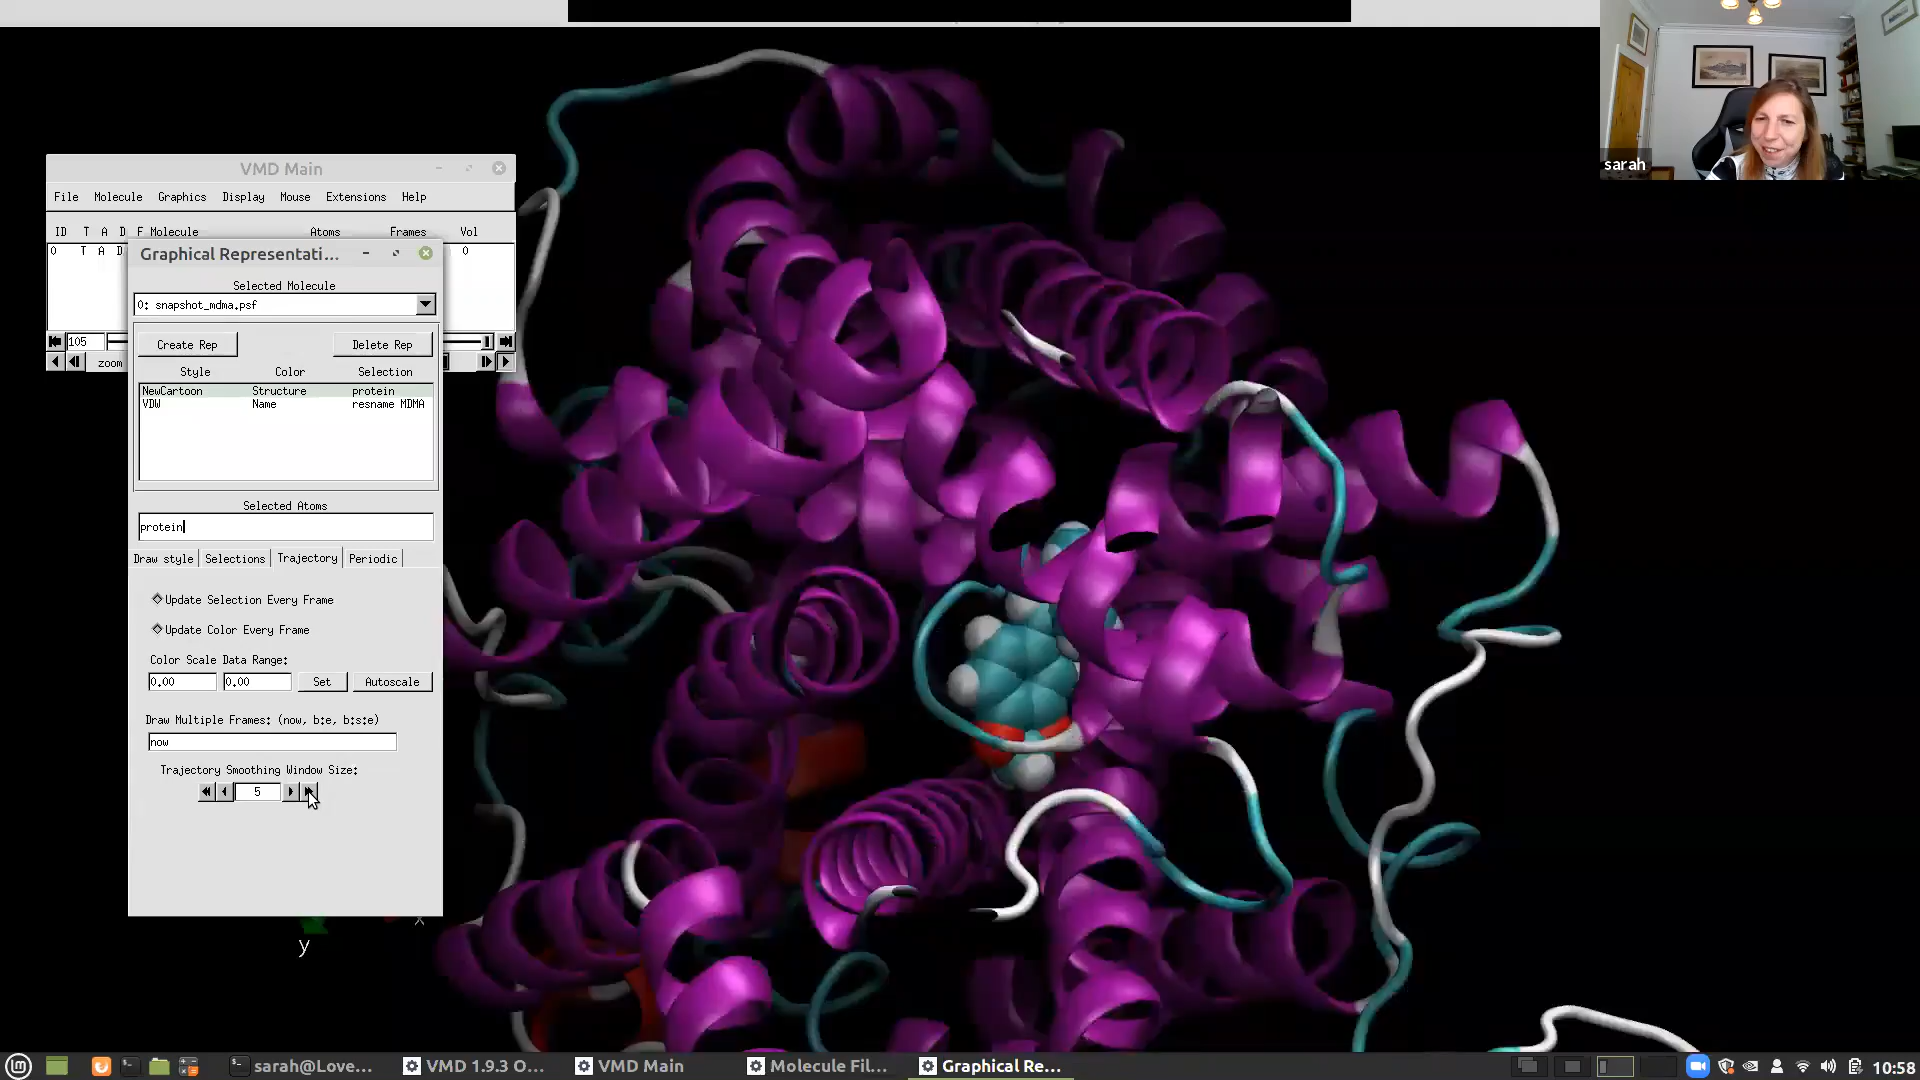 sarah
VMD Main
File Molecule Graphics Display Mouse Extensions Help
ID T A D F Molecule Atoms Frames Vol
0 T A D 0
Graphical Representati...
Selected Molecule
0: snapshot_mdma.psf
105
zoom
Create Rep Delete Rep
Style Color Selection
NewCartoon Structure protein
VDW Name resname MDMA
Selected Atoms
protein
Draw style Selections Trajectory Periodic
Update Selection Every Frame
Update Color Every Frame
Color Scale Data Range:
0.00 0.00 Set Autoscale
Draw Multiple Frames: (now, b:e, b:s:e)
now
Trajectory Smoothing Window Size:
5
x
y
sarah@Love... VMD 1.9.3 O... VMD Main Molecule Fil... Graphical Re... 10:58